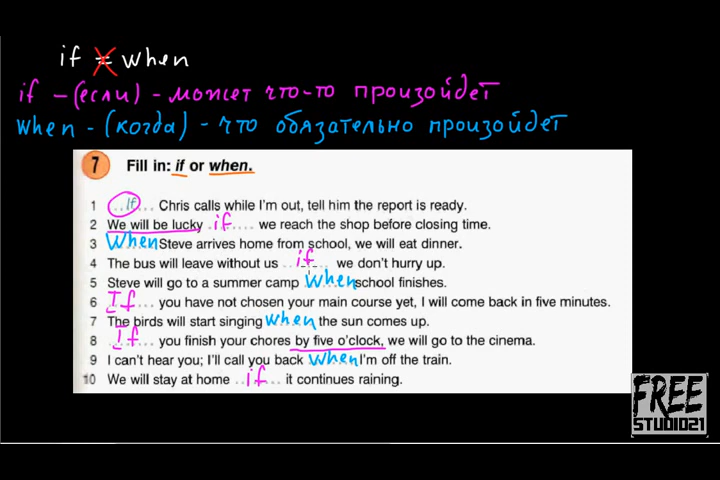 if = when
if - (если) - может что-то произойдет
when - (когда) - что обязательно произойдет
7 Fill in: if or when.
1 ...If... Chris calls while I'm out, tell him the report is ready.
2 We will be lucky .if.... we reach the shop before closing time.
3 When Steve arrives home from school, we will eat dinner.
4 The bus will leave without us ..if... we don't hurry up.
5 Steve will go to a summer camp .when school finishes.
6 If... you have not chosen your main course yet, I will come back in five minutes.
7 The birds will start singing when the sun comes up.
8 If... you finish your chores by five o'clock, we will go to the cinema.
9 I can't hear you; I'll call you back when I'm off the train.
10 We will stay at home ..if.. it continues raining.
FREE
STUDIO21